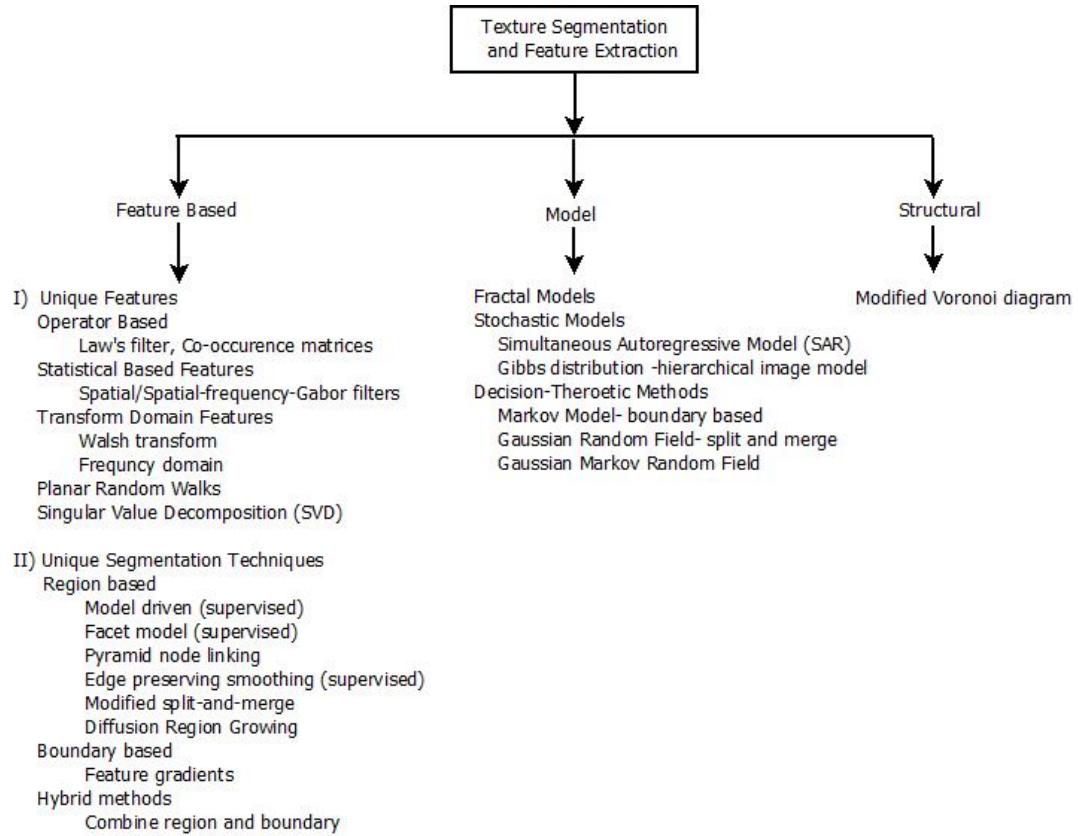 Texture Segmentation
and Feature Extraction
Feature Based
Model
Structural
I) Unique Features
Operator Based
Law's filter, Co-occurence matrices
Statistical Based Features
Spatial/Spatial-frequency-Gabor filters
Transform Domain Features
Walsh transform
Frequncy domain
Planar Random Walks
Singular Value Decomposition (SVD)
II) Unique Segmentation Techniques
Region based
Model driven (supervised)
Facet model (supervised)
Pyramid node linking
Edge preserving smoothing (supervised)
Modified split-and-merge
Diffusion Region Growing
Boundary based
Feature gradients
Hybrid methods
Combine region and boundary
Fractal Models
Stochastic Models
Simultaneous Autoregressive Model (SAR)
Gibbs distribution -hierarchical image model
Decision-Theroetic Methods
Markov Model- boundary based
Gaussian Random Field- split and merge
Gaussian Markov Random Field
Modified Voronoi diagram